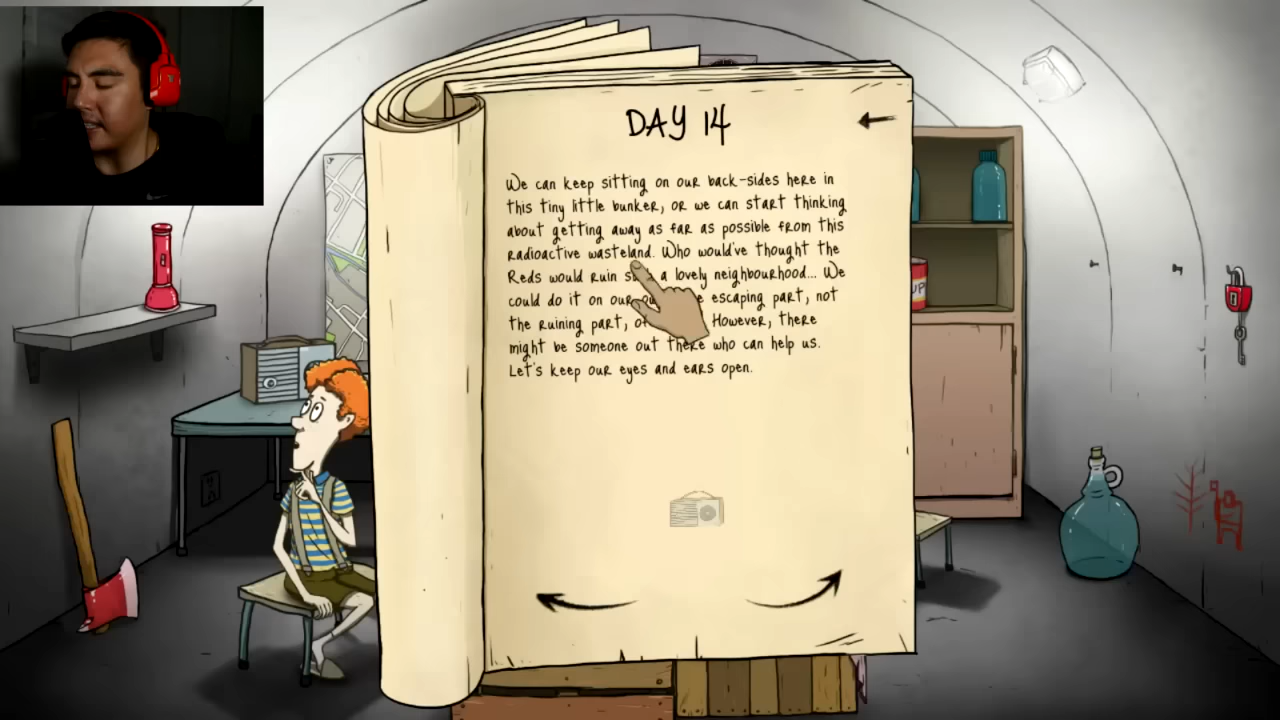 DAY 14
We can keep sitting on our back-sides here in
this tiny little bunker, or we can start thinking
about getting away as far as possible from this
radioactive wasteland. Who would've thought the
Reds would ruin a lovely neighbourhood... We
could do it on our escaping part, not
the ruining part, However, there
might be someone out there who can help us.
Let's keep our eyes and ears open.
UP